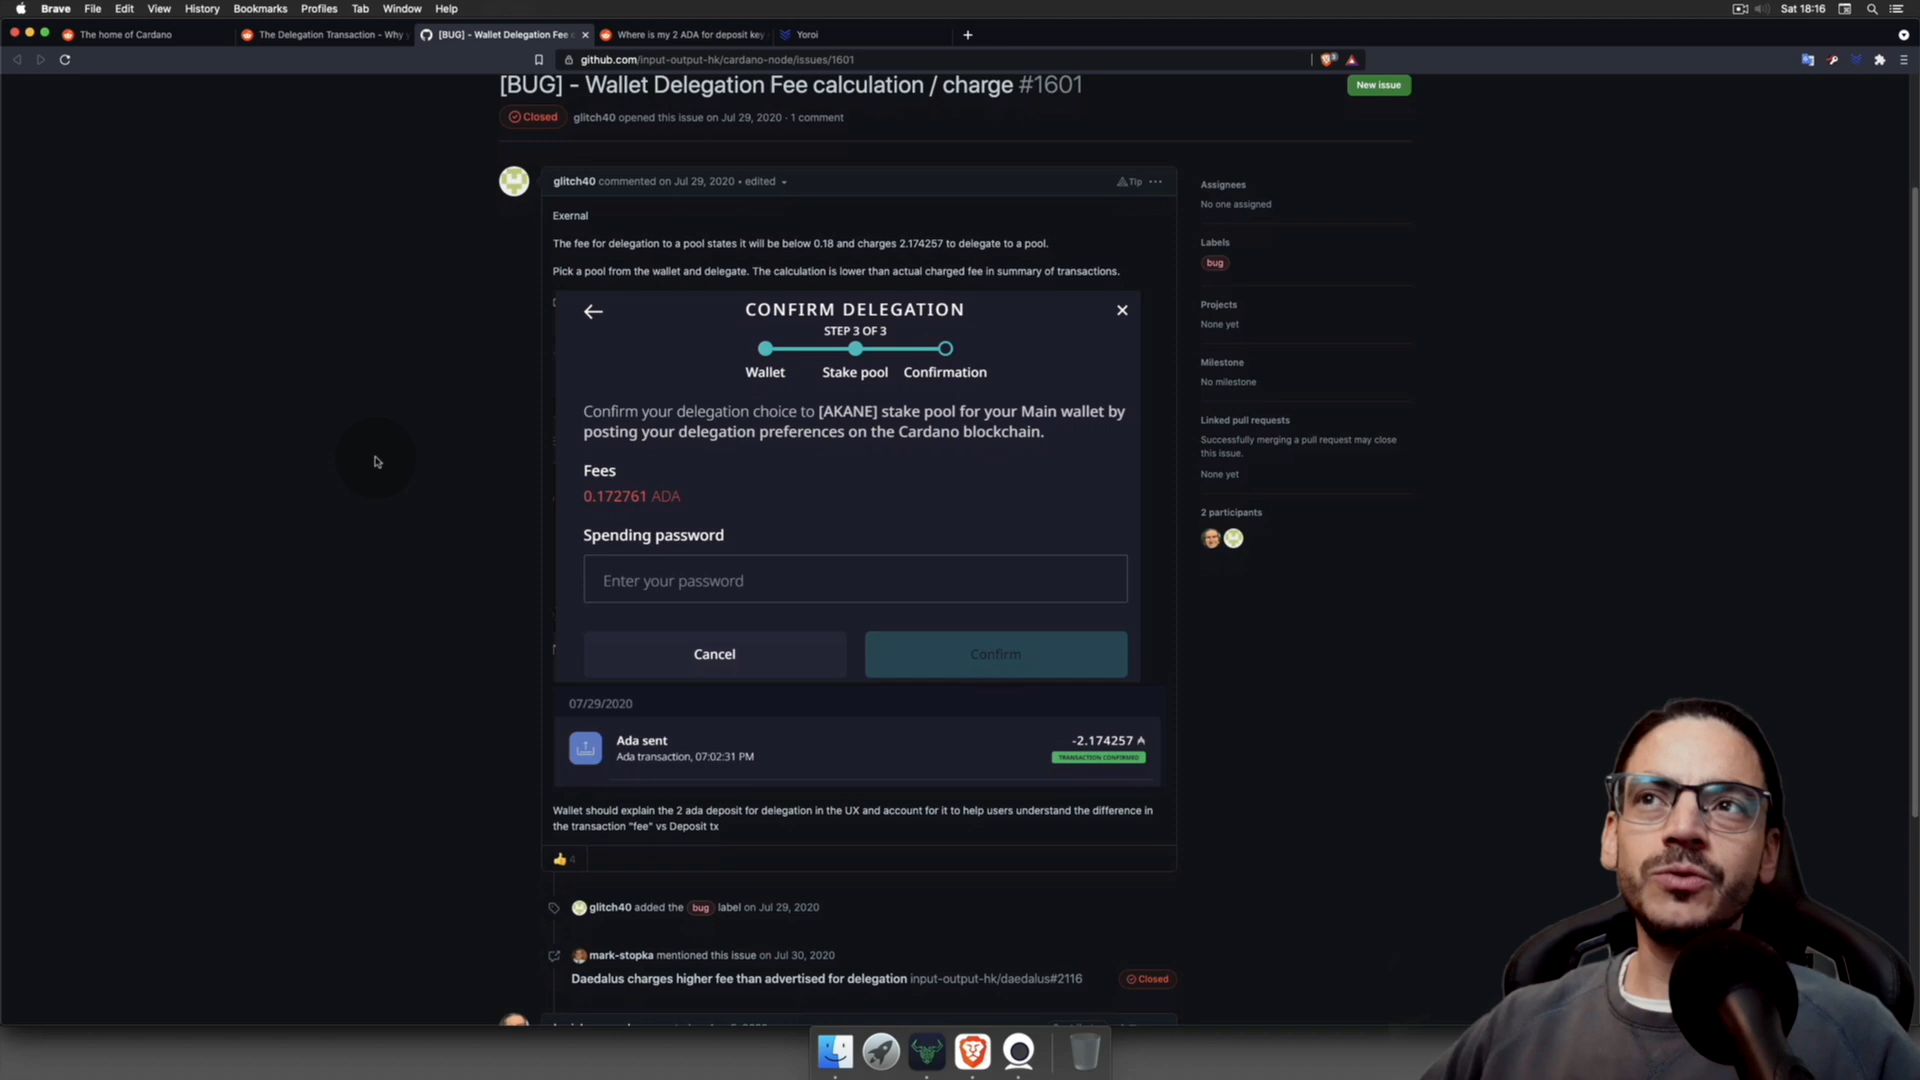 Brave File Edit View History Bookmarks Profiles Tab Window Help
Sat 18:16
The home of Cardano
The Delegation Transaction - Why
[BUG] - Wallet Delegation Fee
Where is my 2 ADA for deposit key
Yoroi
github.com/input-output-hk/cardano-node/issues/1601
[BUG] - Wallet Delegation Fee calculation / charge #1601
New issue
Closed
glitch40 opened this issue on Jul 29, 2020 · 1 comment
glitch40 commented on Jul 29, 2020 • edited
Tip
Exernal
The fee for delegation to a pool states it will be below 0.18 and charges 2.174257 to delegate to a pool.
Pick a pool from the wallet and delegate. The calculation is lower than actual charged fee in summary of transactions.
CONFIRM DELEGATION
STEP 3 OF 3
Wallet Stake pool Confirmation
Confirm your delegation choice to [AKANE] stake pool for your Main wallet by
posting your delegation preferences on the Cardano blockchain.
Fees
0.172761 ADA
Spending password
Enter your password
Cancel
Confirm
07/29/2020
Ada sent
-2.174257
Ada transaction, 07:02:31 PM
TRANSACTION CONFIRMED
Wallet should explain the 2 ada deposit for delegation in the UX and account for it to help users understand the difference in
the transaction "fee" vs Deposit tx
4
glitch40 added the bug label on Jul 29, 2020
mark-stopka mentioned this issue on Jul 30, 2020
Daedalus charges higher fee than advertised for delegation input-output-hk/daedalus#2116
Closed
Assignees
No one assigned
Labels
bug
Projects
None yet
Milestone
No milestone
Linked pull requests
Successfully merging a pull request may close
this issue.
None yet
2 participants